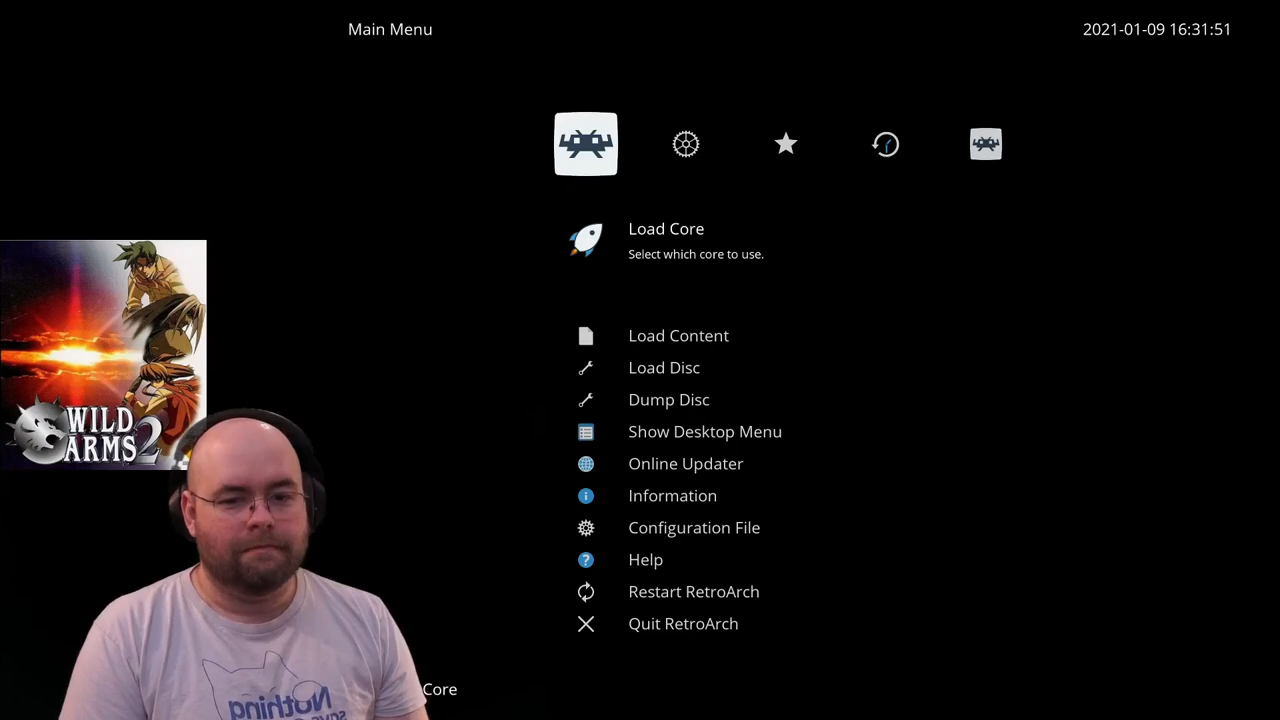 Main Menu
2021-01-09 16:31:51
Load Core
Select which core to use.
Load Content
Load Disc
Dump Disc
Show Desktop Menu
Online Updater
Information
Configuration File
Help
Restart RetroArch
Quit RetroArch
WILD
ARMS 2
Nothing
Core